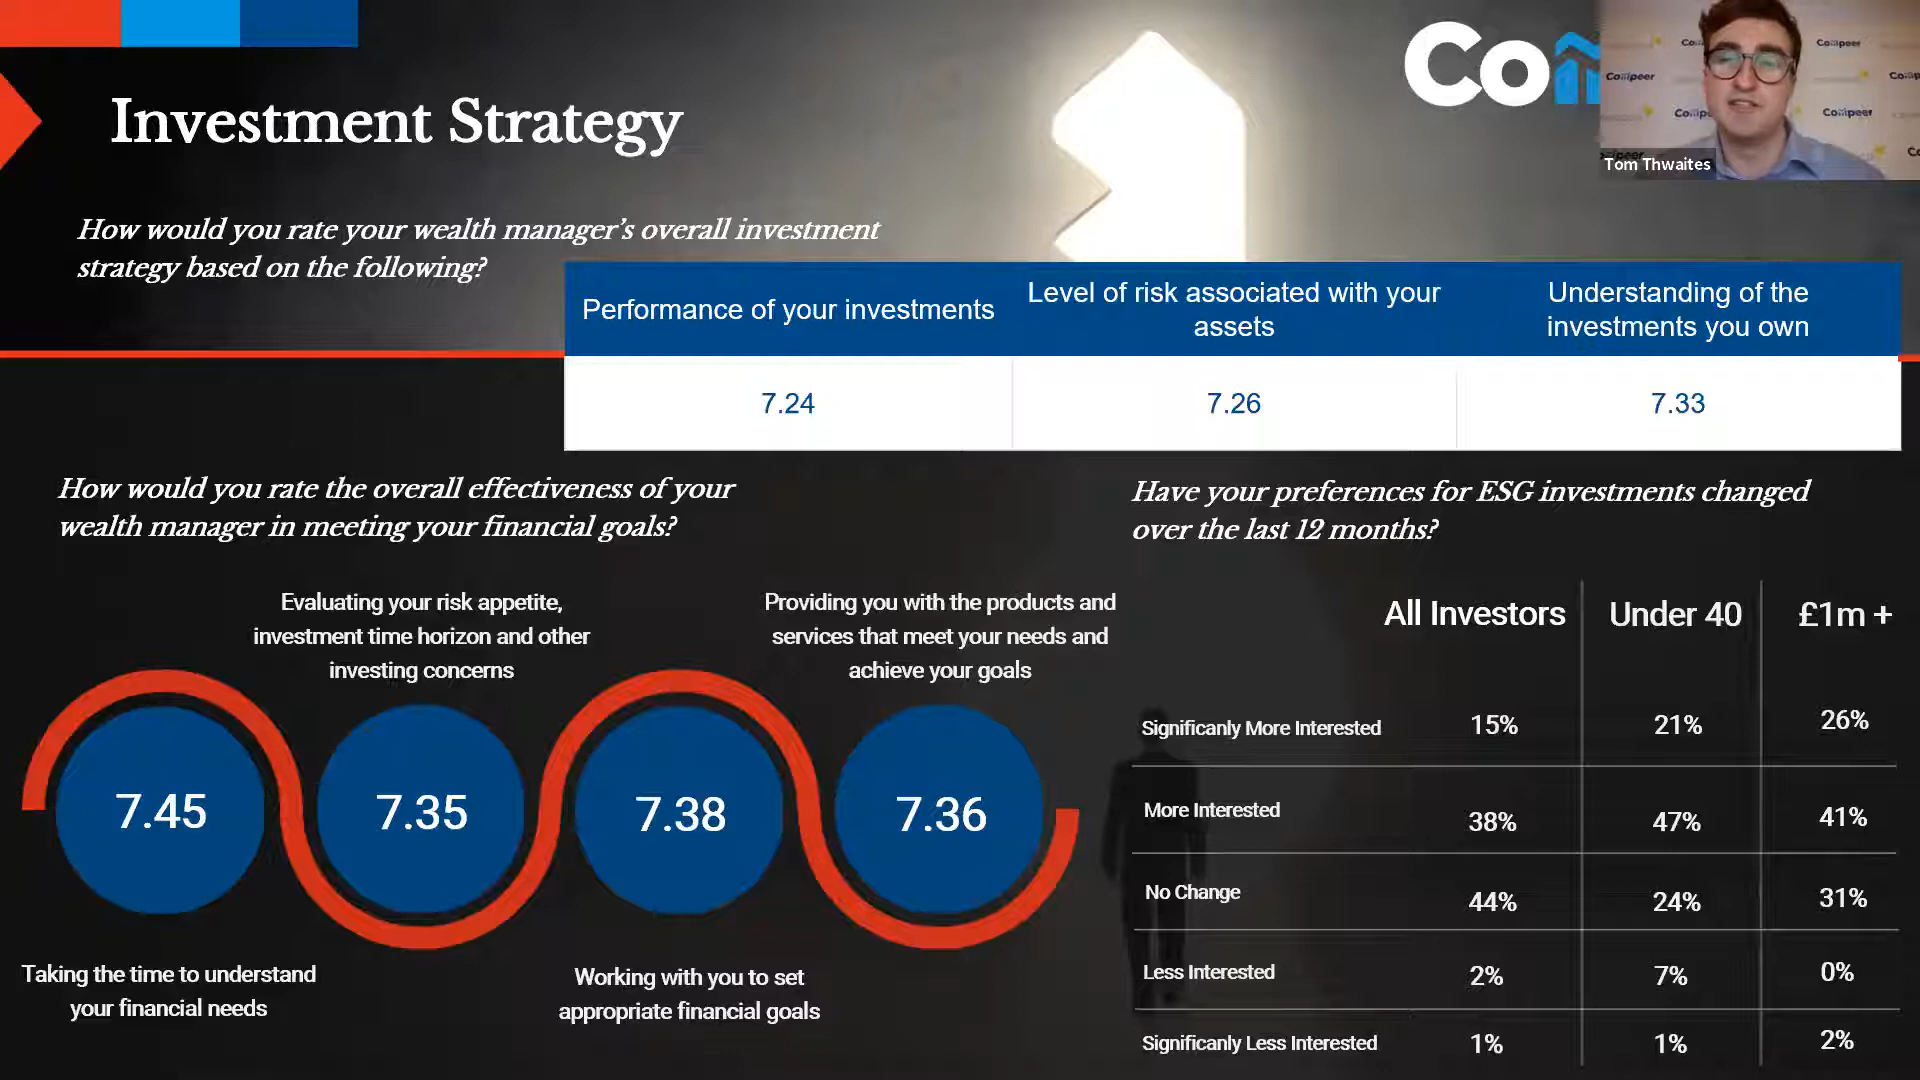 Investment Strategy
How would you rate your wealth manager's overall investment
strategy based on the following?
Co
Compeer
Compeer
Compeer
Tom Thwaites
Performance of your investments
Level of risk associated with your
assets
Understanding of the
investments you own
7.24
7.26
7.33
How would you rate the overall effectiveness of your
wealth manager in meeting your financial goals?
Evaluating your risk appetite,
investment time horizon and other
investing concerns
Providing you with the products and
services that meet your needs and
achieve your goals
7.45
7.35
7.38
7.36
Taking the time to understand
your financial needs
Working with you to set
appropriate financial goals
Have your preferences for ESG investments changed
over the last 12 months?
All Investors Under 40 £1m +
Significanly More Interested 15% 21% 26%
More Interested 38% 47% 41%
No Change 44% 24% 31%
Less Interested 2% 7% 0%
Significanly Less Interested 1% 1% 2%